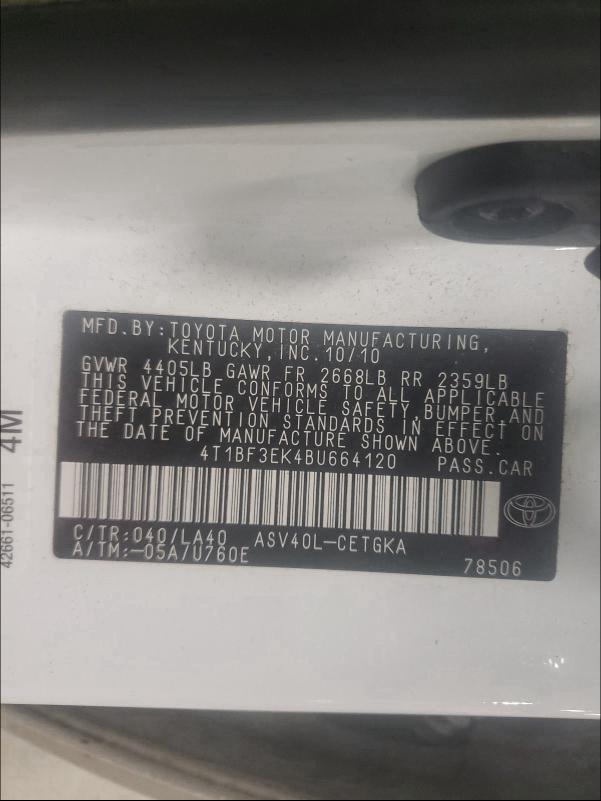 MFD.BY:TOYOTA MOTOR MANUFACTURING,
KENTUCKY,INC.10/10
GVWR 4405LB GAWR FR 2668LB RR 2359LB
THIS VEHICLE CONFORMS TO ALL APPLICABLE
FEDERAL MOTOR VEHICLE SAFETY,BUMPER AND
THEFT PREVENTION STANDARDS IN EFFECT ON
THE DATE OF MANUFACTURE SHOWN ABOVE.
4T1BF3EK4BU664120 PASS.CAR
C/TR:040/LA40 ASV40L-CETGKA
A/TM:-05A/U760E
78506
42661-06511 4M